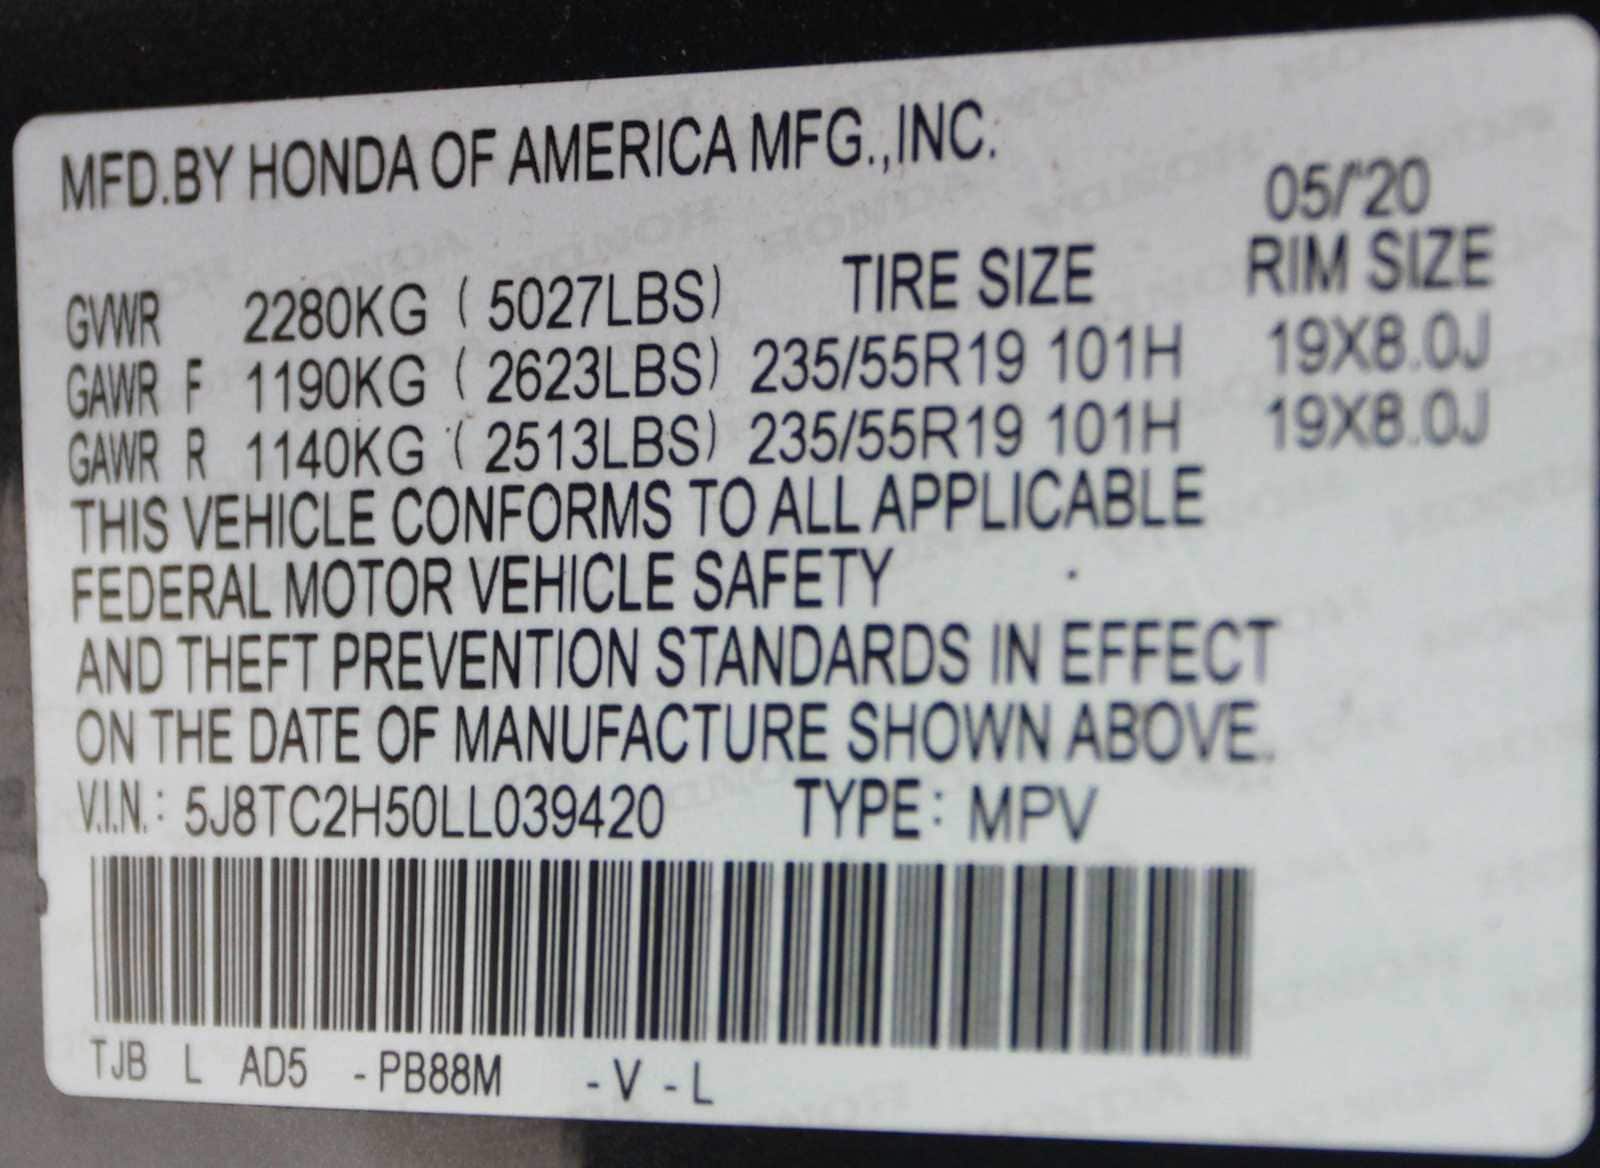 MFD.BY HONDA OF AMERICA MFG.,INC.
05/'20
TIRE SIZE RIM SIZE
GVWR 2280KG ( 5027LBS)
GAWR F 1190KG ( 2623LBS) 235/55R19 101H 19X8.0J
GAWR R 1140KG ( 2513LBS) 235/55R19 101H 19X8.0J
THIS VEHICLE CONFORMS TO ALL APPLICABLE
FEDERAL MOTOR VEHICLE SAFETY
AND THEFT PREVENTION STANDARDS IN EFFECT
ON THE DATE OF MANUFACTURE SHOWN ABOVE.
V.I.N.: 5J8TC2H50LL039420 TYPE: MPV
TJB L AD5 - PB88M - V - L